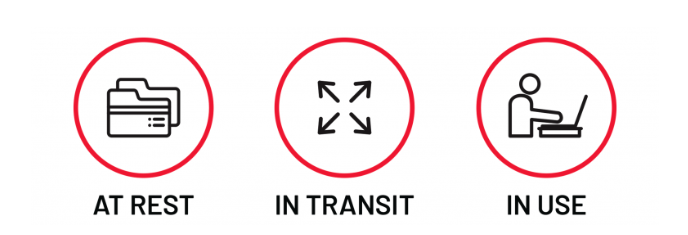 AT REST
IN TRANSIT
IN USE